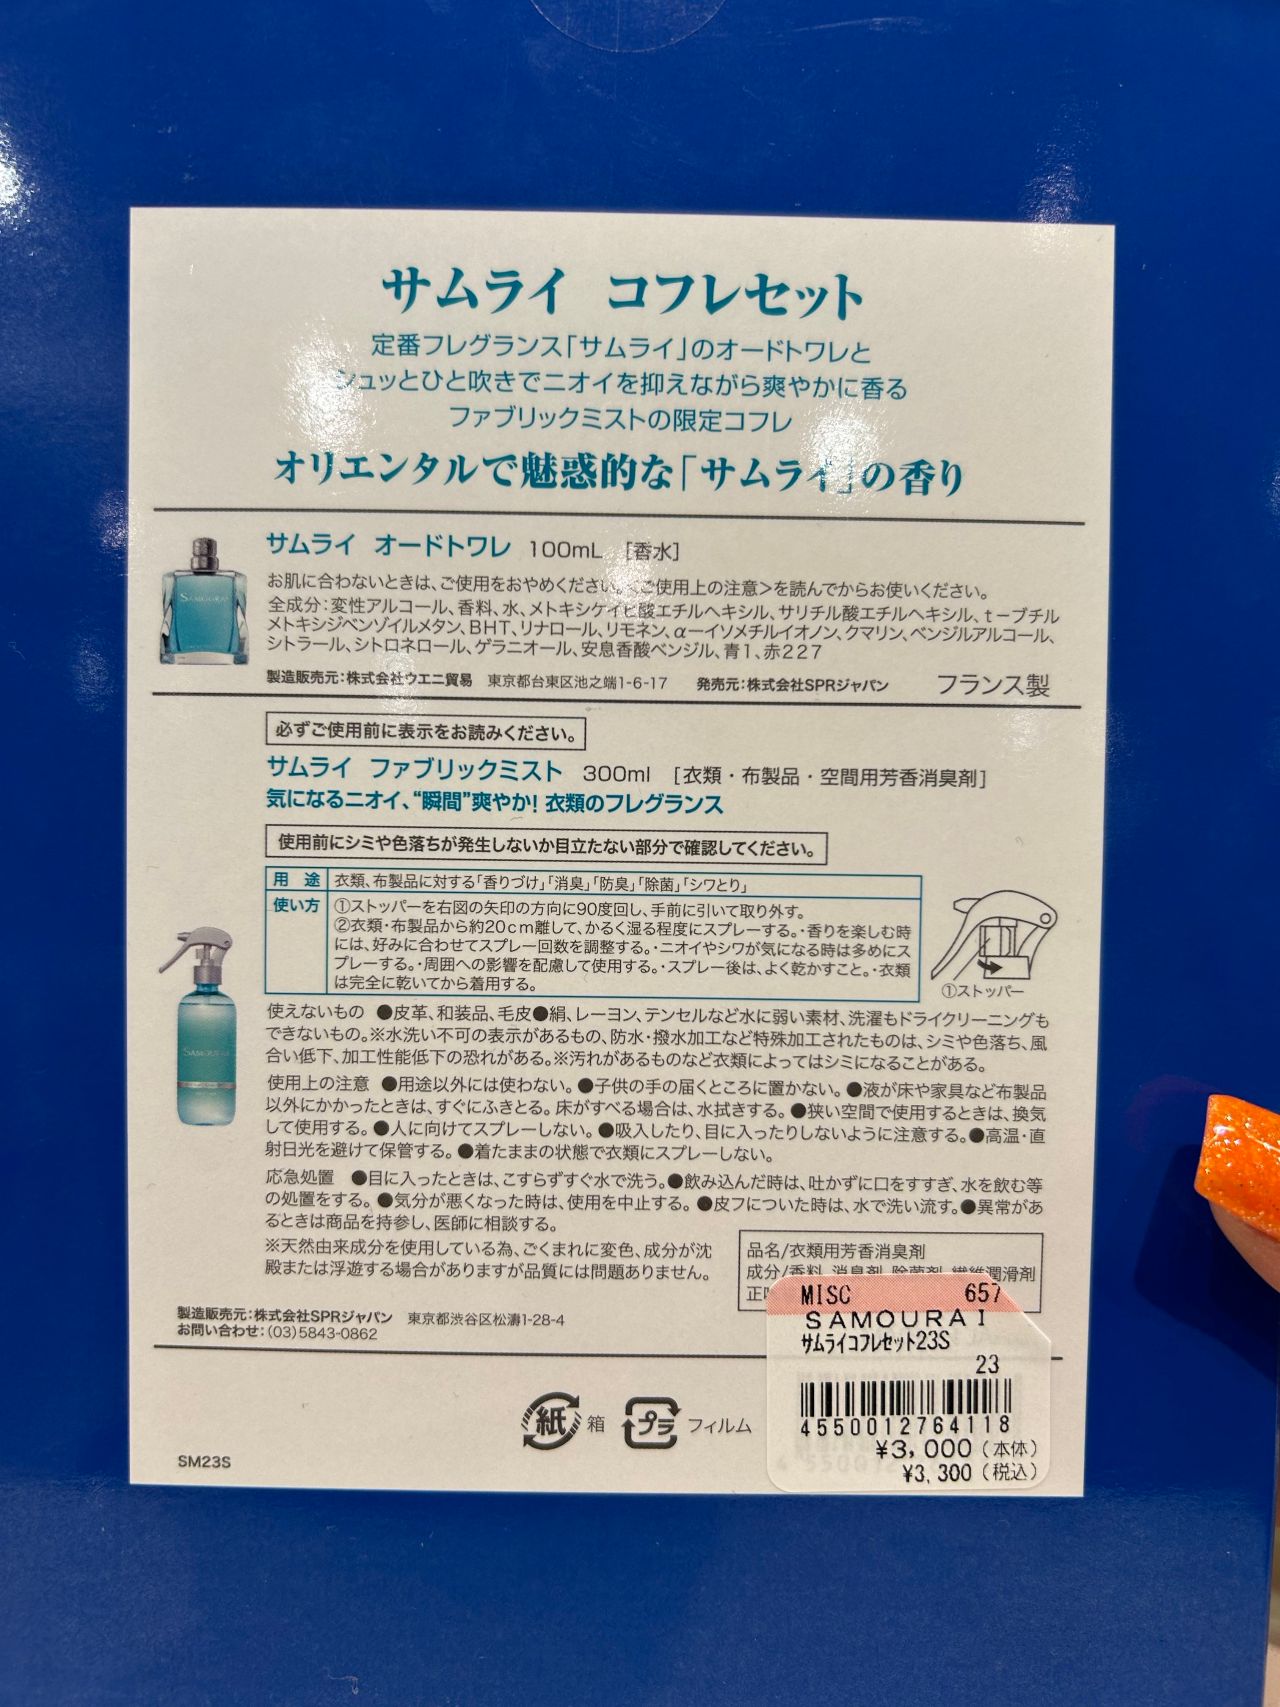 サムライ コフレセット
定番フレグランス「サムライ」のオードトワレと
シュッとひと吹きでニオイを抑えながら爽やかに香る
ファブリックミストの限定コフレ
オリエンタルで魅惑的な「サムライ」の香り
サムライ オードトワレ 100mL [香水]
お肌に合わないときは、ご使用をおやめください。<ご使用上の注意>を読んでからお使いください。
全成分:変性アルコール、香料、水、メトキシケイヒ酸エチルヘキシル、サリチル酸エチルヘキシル、t-ブチル
メトキシジベンゾイルメタン、BHT、リナロール、リモネン、α-イソメチルイオノン、クマリン、ベンジルアルコール、
シトラール、シトロネロール、ゲラニオール、安息香酸ベンジル、青1、赤227
製造販売元:株式会社ウエニ貿易 東京都台東区池之端1-6-17 発売元:株式会社SPRジャパン フランス製
SAMOURAI
必ずご使用前に表示をお読みください。
サムライ ファブリックミスト 300ml [衣類・布製品・空間用芳香消臭剤]
気になるニオイ、“瞬間”爽やか!衣類のフレグランス
使用前にシミや色落ちが発生しないか目立たない部分で確認してください。
用 途 衣類、布製品に対する「香りづけ」「消臭」「防臭」「除菌」「シワとり」
使い方 ①ストッパーを右図の矢印の方向に90度回し、手前に引いて取り外す。
②衣類・布製品から約20cm離して、かるく湿る程度にスプレーする。・香りを楽しむ時
には、好みに合わせてスプレー回数を調整する。・ニオイやシワが気になる時は多めにス
プレーする。・周囲への影響を配慮して使用する。・スプレー後は、よく乾かすこと。・衣類
は完全に乾いてから着用する。
①ストッパー
使えないもの ●皮革、和装品、毛皮●絹、レーヨン、テンセルなど水に弱い素材、洗濯もドライクリーニングも
できないもの。※水洗い不可の表示があるもの、防水・撥水加工など特殊加工されたものは、シミや色落ち、風
合い低下、加工性能低下の恐れがある。※汚れがあるものなど衣類によってはシミになることがある。
使用上の注意 ●用途以外には使わない。●子供の手の届くところに置かない。●液が床や家具など布製品
以外にかかったときは、すぐにふきとる。床がすべる場合は、水拭きする。●狭い空間で使用するときは、換気
して使用する。●人に向けてスプレーしない。●吸入したり、目に入ったりしないように注意する。●高温・直
射日光を避けて保管する。●着たままの状態で衣類にスプレーしない。
応急処置 ●目に入ったときは、こすらずすぐ水で洗う。●飲み込んだ時は、吐かずに口をすすぎ、水を飲む等
の処置をする。●気分が悪くなった時は、使用を中止する。●皮フについた時は、水で洗い流す。●異常があ
るときは商品を持参し、医師に相談する。
※天然由来成分を使用している為、ごくまれに変色、成分が沈
殿または浮遊する場合がありますが品質には問題ありません。
品名/衣類用芳香消臭剤
成分/香料、消臭剤、除菌剤、繊維潤滑剤
正
製造販売元:株式会社SPRジャパン 東京都渋谷区松濤1-28-4
お問い合わせ:(03)5843-0862
MISC 657
SAMOURAI
サムライコフレセット23S
23
4550012764118
¥3,000(本体)
¥3,300(税込)
紙 箱 プラ フィルム
SM23S